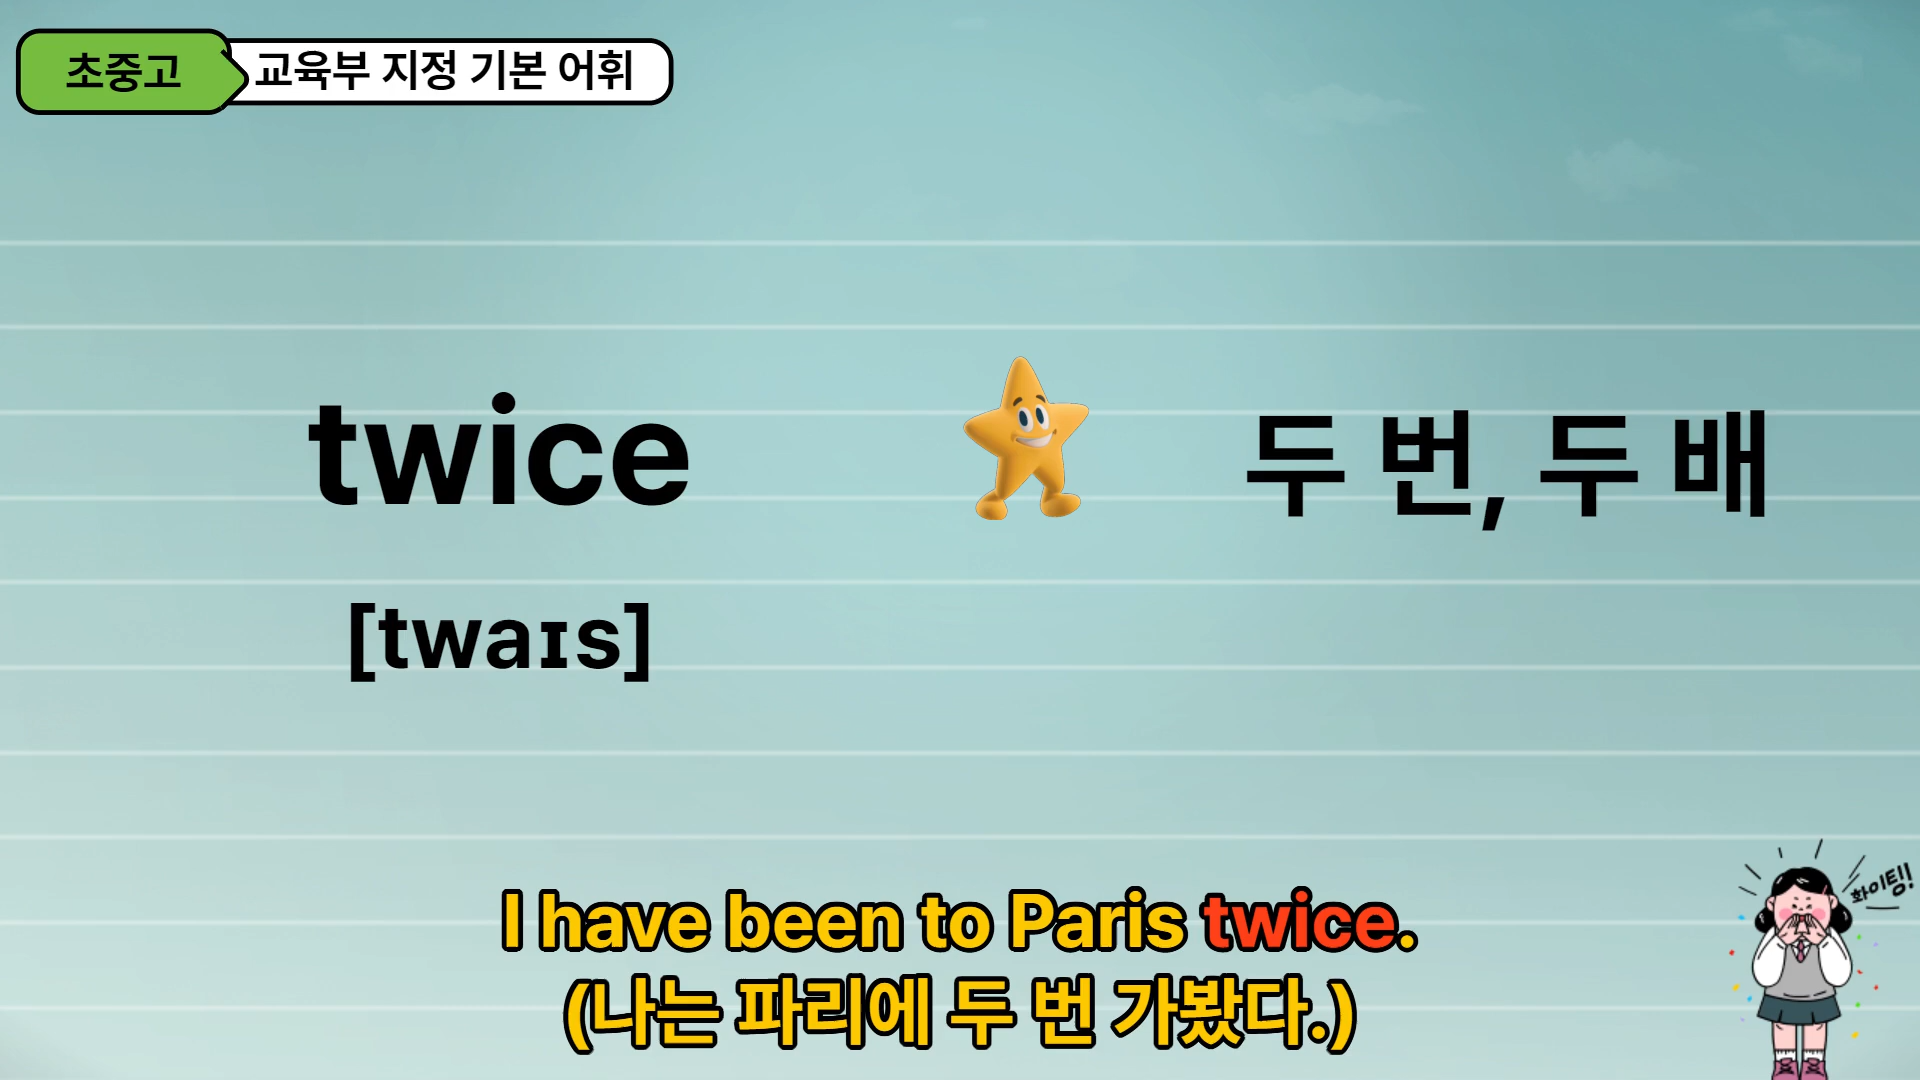 초중고 교육부 지정 기본 어휘
twice 두 번, 두 배
[twaɪs]
화이팅!
I have been to Paris twice.
(나는 파리에 두 번 가봤다.)